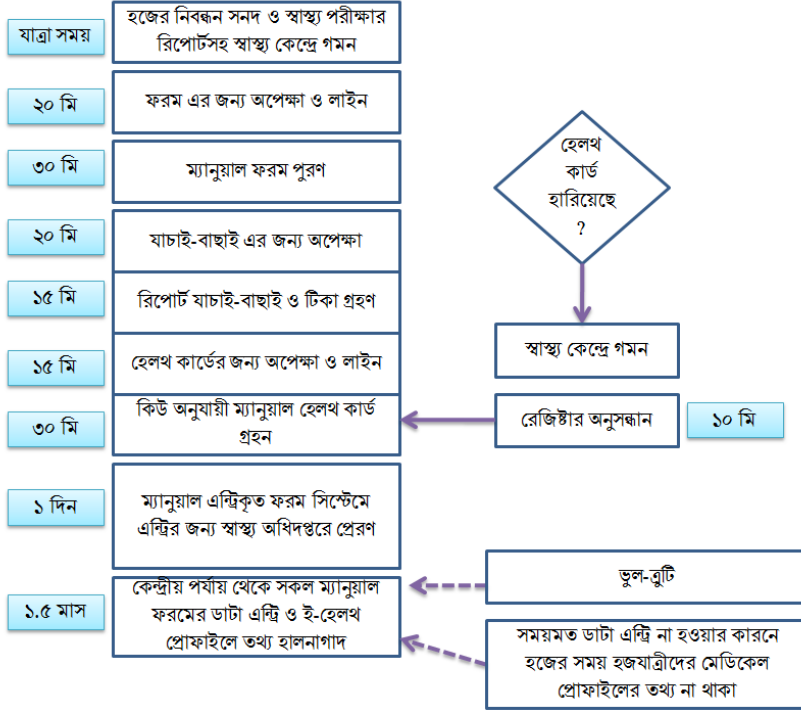 যাত্রা সময়
হজের নিবন্ধন সনদ ও স্বাস্থ্য পরীক্ষার
রিপোর্টসহ স্বাস্থ্য কেন্দ্রে গমন
২০ মি
ফরম এর জন্য অপেক্ষা ও লাইন
৩০ মি
ম্যানুয়াল ফরম পুরণ
২০ মি
যাচাই-বাছাই এর জন্য অপেক্ষা
১৫ মি
রিপোর্ট যাচাই-বাছাই ও টিকা গ্রহণ
১৫ মি
হেলথ কার্ডের জন্য অপেক্ষা ও লাইন
৩০ মি
কিউ অনুযায়ী ম্যানুয়াল হেলথ কার্ড
গ্রহন
১ দিন
ম্যানুয়াল এন্ট্রিকৃত ফরম সিস্টেমে
এন্ট্রির জন্য স্বাস্থ্য অধিদপ্তরে প্রেরণ
১.৫ মাস
কেন্দ্রীয় পর্যায় থেকে সকল ম্যানুয়াল
ফরমের ডাটা এন্ট্রি ও ই-হেলথ
প্রোফাইলে তথ্য হালনাগাদ
হেলথ
কার্ড
হারিয়েছে
?
স্বাস্থ্য কেন্দ্রে গমন
রেজিষ্টার অনুসন্ধান
১০ মি
ভুল-ত্রুটি
সময়মত ডাটা এন্ট্রি না হওয়ার কারনে
হজের সময় হজযাত্রীদের মেডিকেল
প্রোফাইলের তথ্য না থাকা